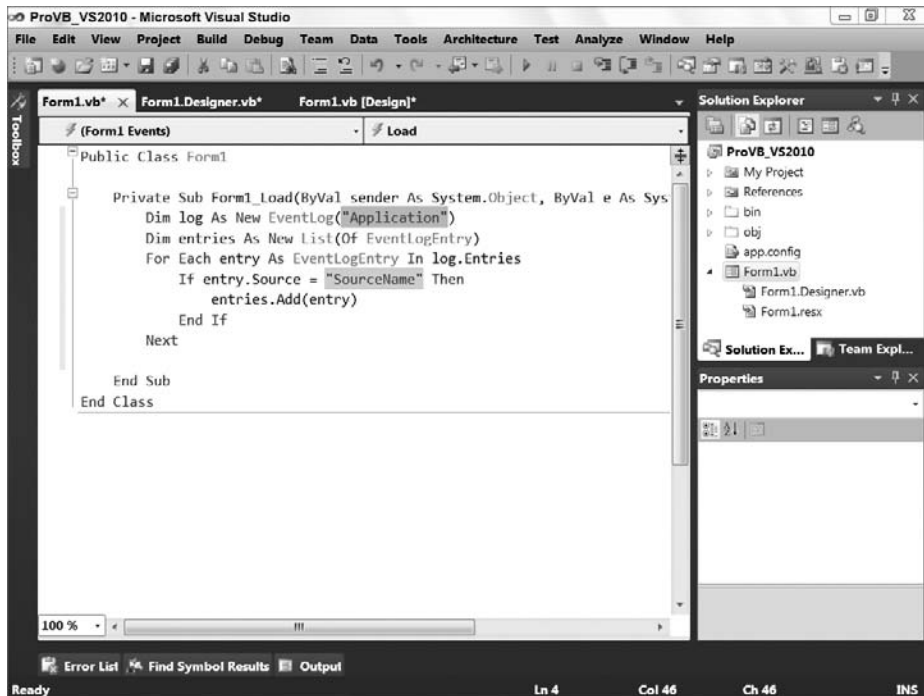 ProVB_VS2010 - Microsoft Visual Studio
File Edit View Project Build Debug Team Data Tools Architecture Test Analyze Window Help
Toolbox
Form1.vb* Form1.Designer.vb* Form1.vb [Design]*
(Form1 Events) Load
Public Class Form1
Private Sub Form1_Load(ByVal sender As System.Object, ByVal e As Sys
Dim log As New EventLog("Application")
Dim entries As New List(Of EventLogEntry)
For Each entry As EventLogEntry In log.Entries
If entry.Source = "SourceName" Then
entries.Add(entry)
End If
Next
End Sub
End Class
100 %
Solution Explorer
ProVB_VS2010
My Project
References
bin
obj
app.config
Form1.vb
Form1.Designer.vb
Form1.resx
Solution Ex... Team Expl...
Properties
Error List Find Symbol Results Output
Ready Ln 4 Col 46 Ch 46 INS